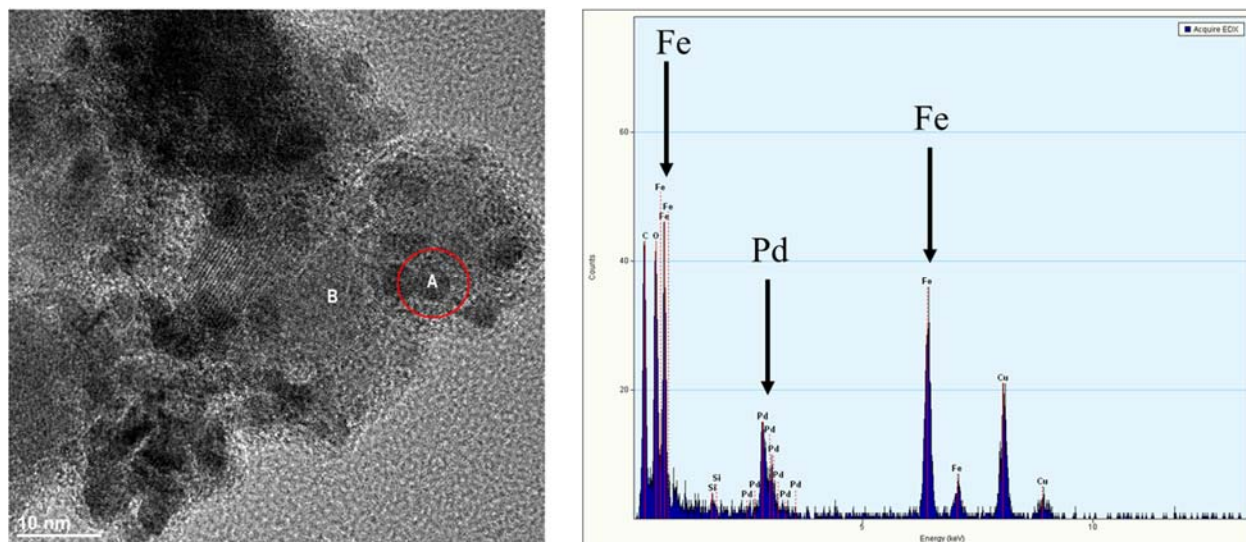 B
A
10 nm
Acquire EDX
Fe
Fe
Pd
60
40
20
Counts
Fe
Fe
Fe
C
O
Si
Si
Pd
Pd
Pd
Pd
Pd
Pd
Pd
Pd
Fe
Fe
Cu
Cu
5
10
Energy (keV)